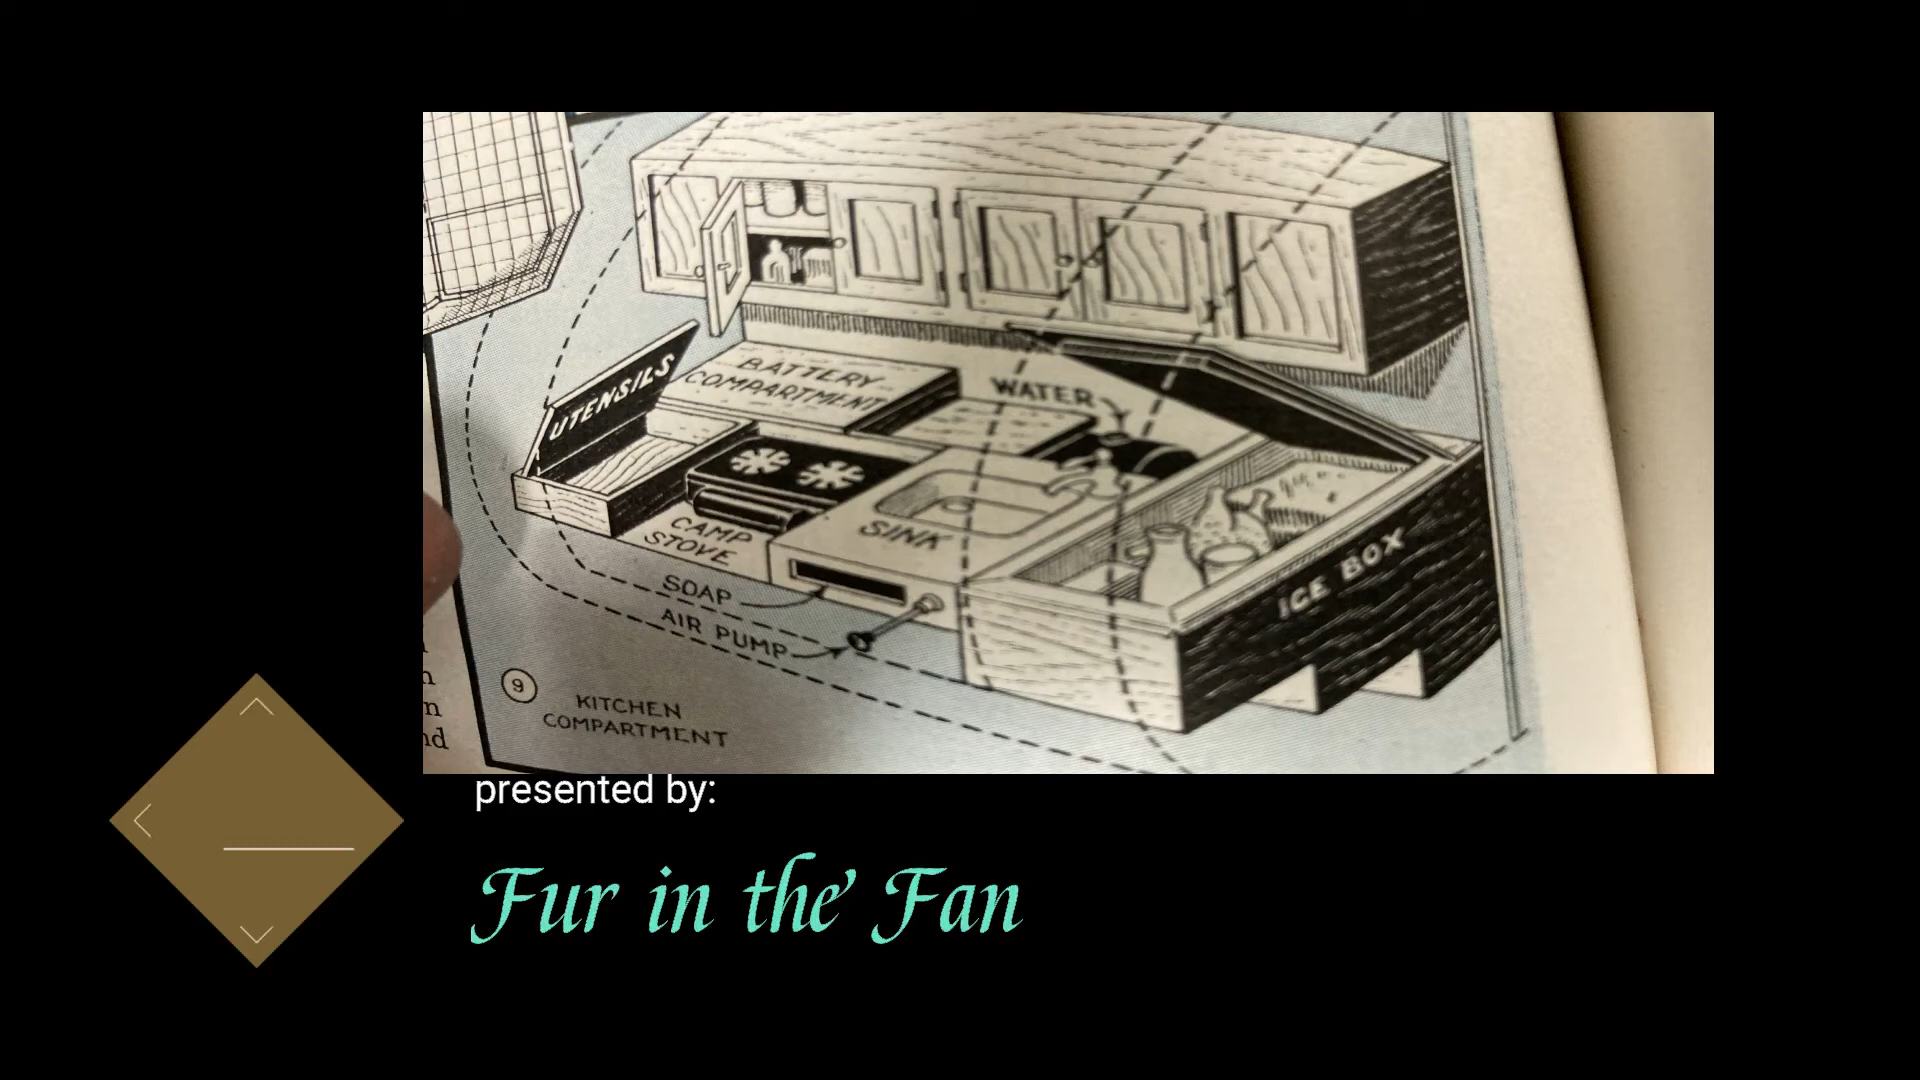 UTENSILS
BATTERY
COMPARTMENT
WATER
CAMP
STOVE
SINK
ICE BOX
SOAP
AIR PUMP
9
KITCHEN
COMPARTMENT
n
nd
presented by:
Fur in the Fan